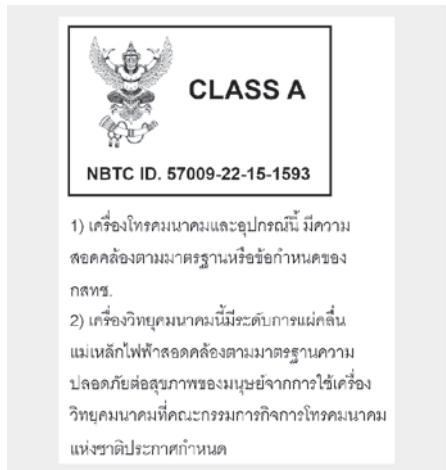 CLASS A
NBTC ID. 57009-22-15-1593
1) เครื่องโทรคมนาคมและอุปกรณ์นี้ มีความ
สอดคล้องตามมาตรฐานหรือข้อกำหนดของ
กสทช.
2) เครื่องวิทยุคมนาคมนี้มีระดับการแผ่คลื่น
แม่เหล็กไฟฟ้าสอดคล้องตามมาตรฐานความ
ปลอดภัยต่อสุขภาพของมนุษย์จากการใช้เครื่อง
วิทยุคมนาคมที่คณะกรรมการกิจการโทรคมนาคม
แห่งชาติประกาศกำหนด